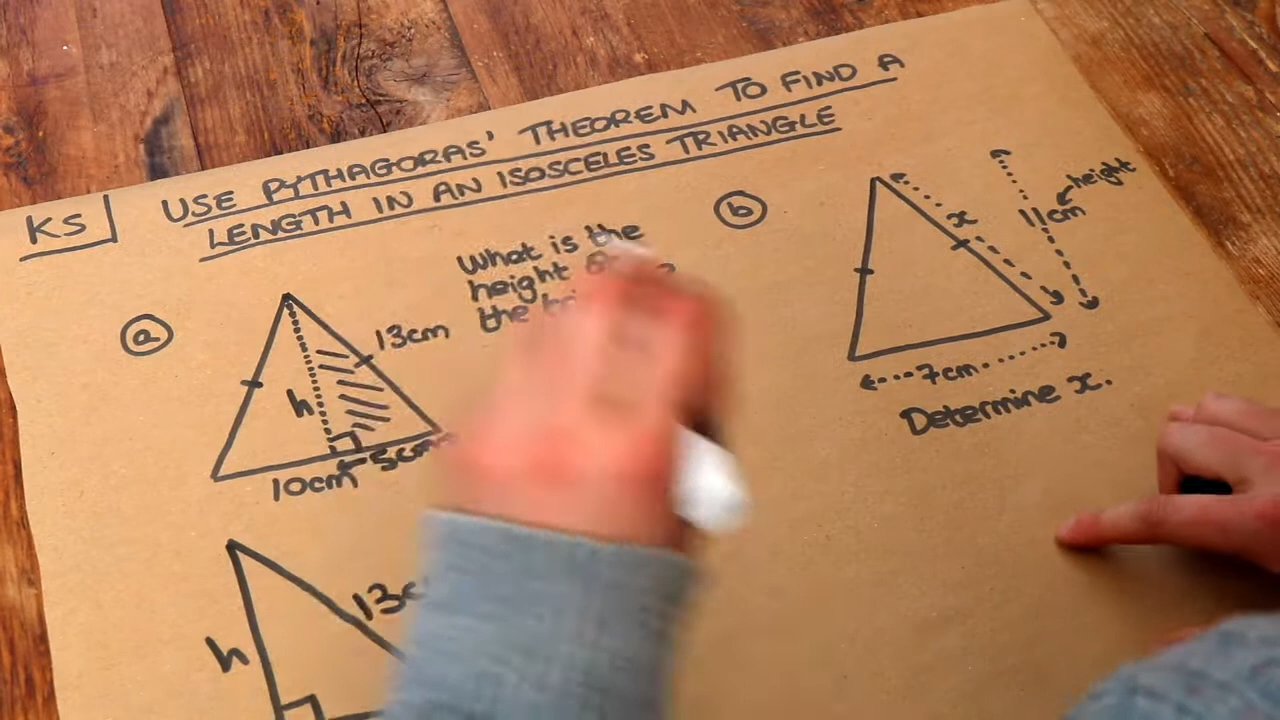 KS
USE PYTHAGORAS' THEOREM TO FIND A
LENGTH IN AN ISOSCELES TRIANGLE
a
What is the
height
the
13cm
h
5cm
10cm
h
b
x
11cm
height
7cm
Determine x.